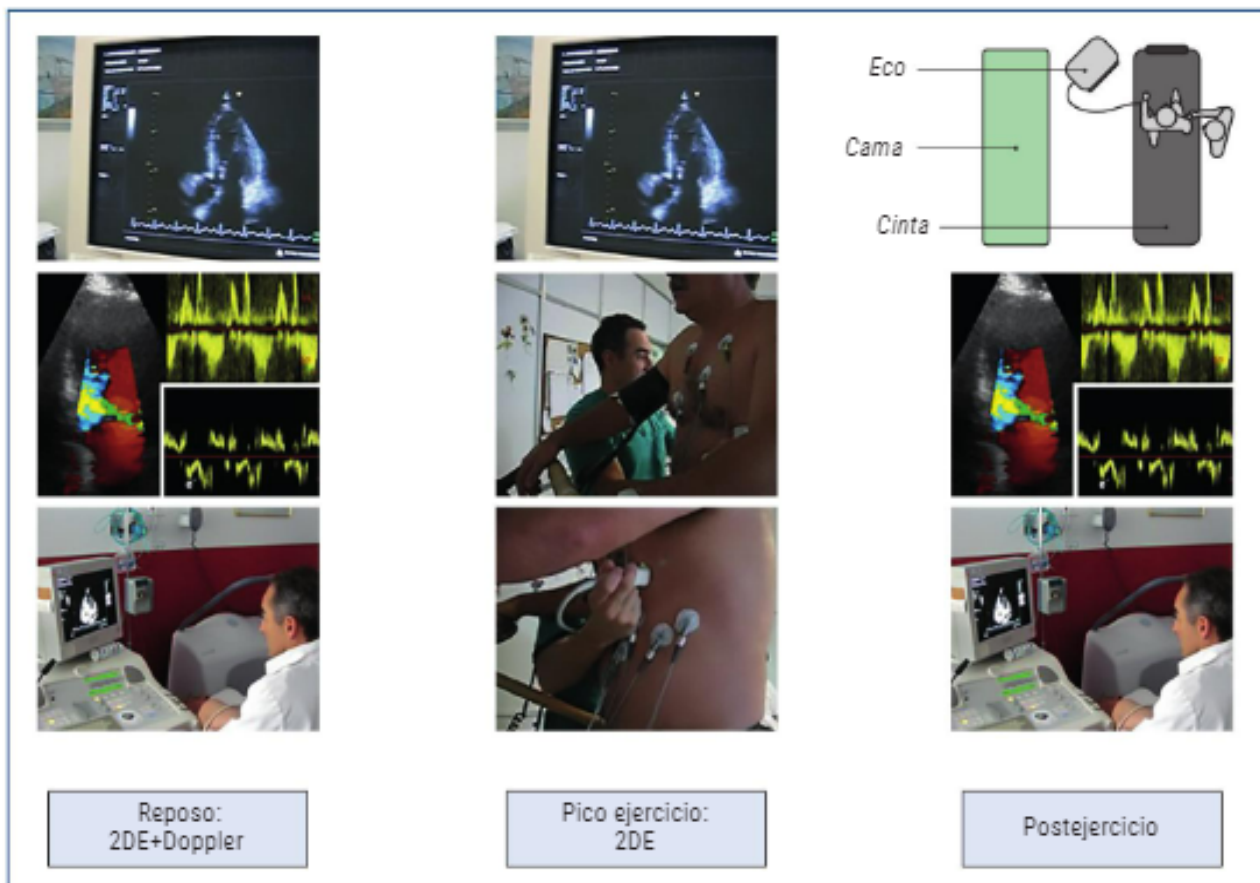 Eco
Cama
Cinta
Reposo:
2DE+Doppler
Pico ejercicio:
2DE
Postejercicio